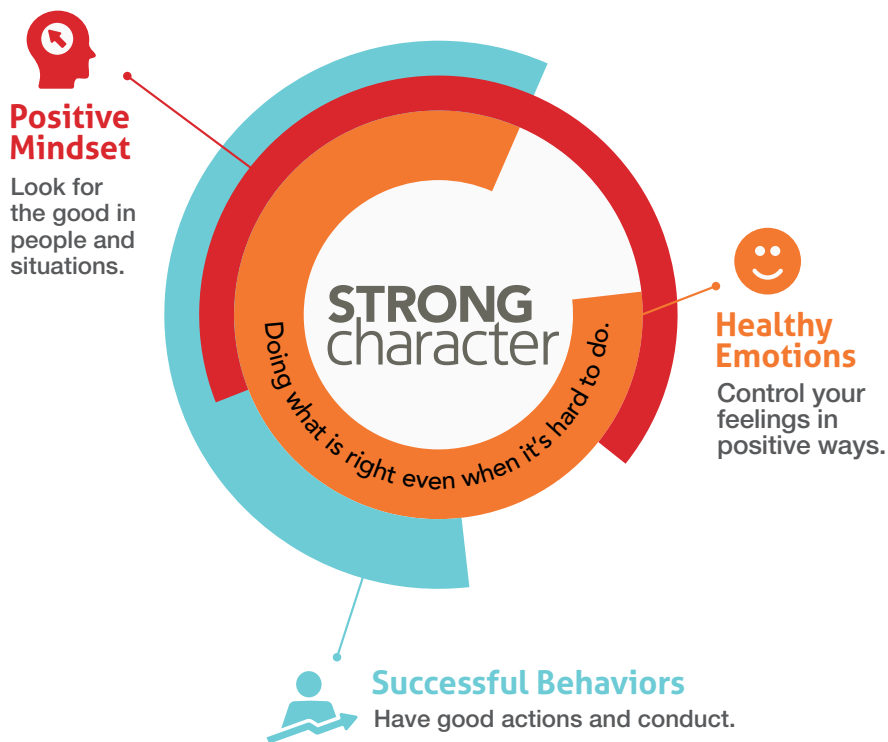 Positive
Mindset
Look for
the good in
people and
situations.
STRONG
character
Doing what is right even when it's hard to do.
Healthy
Emotions
Control your
feelings in
positive ways.
Successful Behaviors
Have good actions and conduct.